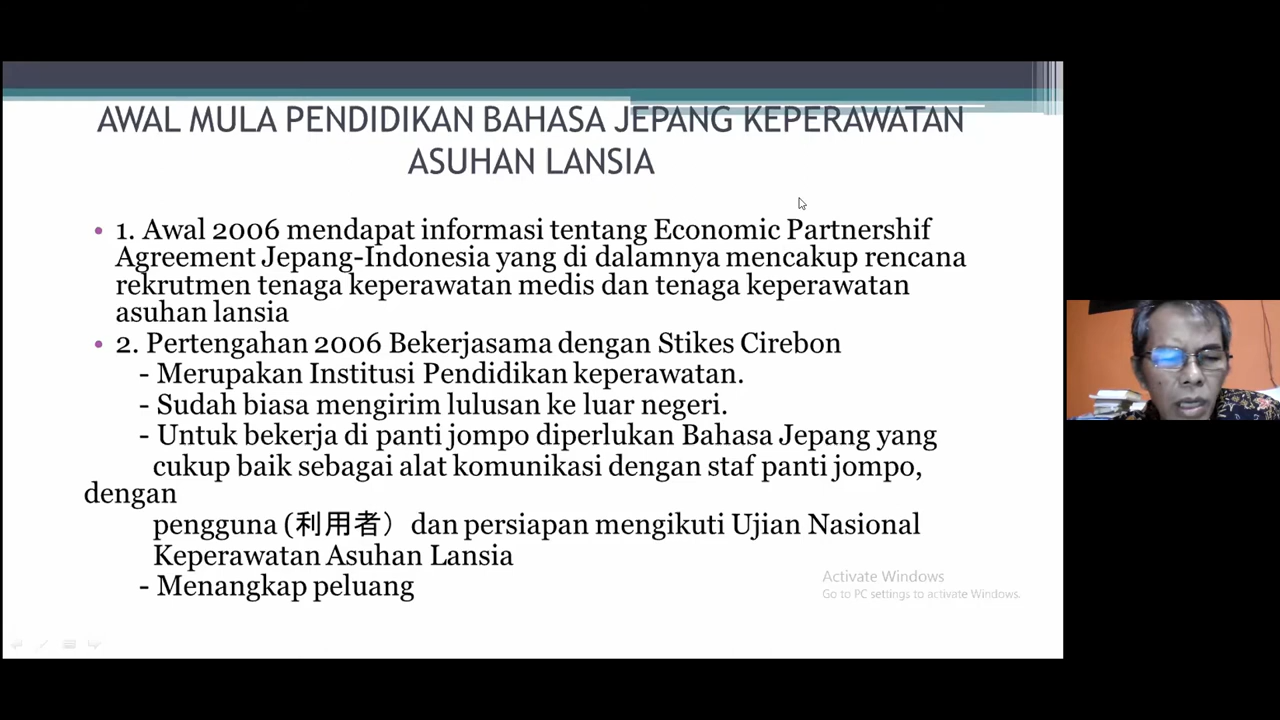 AWAL MULA PENDIDIKAN BAHASA JEPANG KEPERAWATAN
ASUHAN LANSIA
• 1. Awal 2006 mendapat informasi tentang Economic Partnershif
Agreement Jepang-Indonesia yang di dalamnya mencakup rencana
rekrutmen tenaga keperawatan medis dan tenaga keperawatan
asuhan lansia
• 2. Pertengahan 2006 Bekerjasama dengan Stikes Cirebon
- Merupakan Institusi Pendidikan keperawatan.
- Sudah biasa mengirim lulusan ke luar negeri.
- Untuk bekerja di panti jompo diperlukan Bahasa Jepang yang
cukup baik sebagai alat komunikasi dengan staf panti jompo,
dengan
pengguna (利用者）dan persiapan mengikuti Ujian Nasional
Keperawatan Asuhan Lansia
- Menangkap peluang
Activate Windows
Go to PC settings to activate Windows.